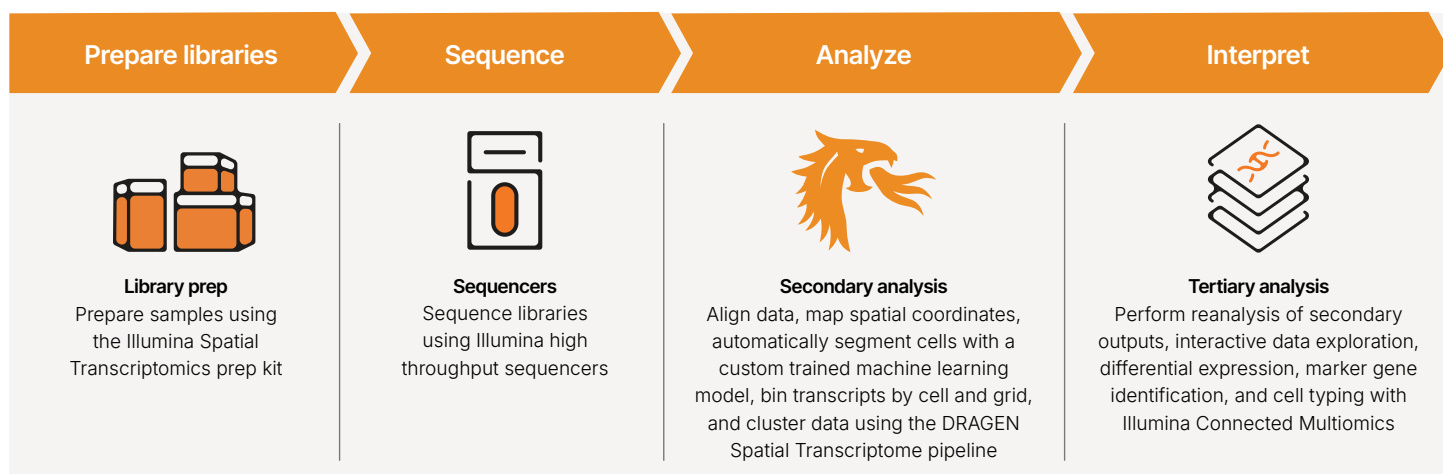 Prepare libraries
Sequence
Analyze
Interpret
Library prep
Prepare samples using
the Illumina Spatial
Transcriptomics prep kit
Sequencers
Sequence libraries
using Illumina high
throughput sequencers
Secondary analysis
Align data, map spatial coordinates,
automatically segment cells with a
custom trained machine learning
model, bin transcripts by cell and grid,
and cluster data using the DRAGEN
Spatial Transcriptome pipeline
Tertiary analysis
Perform reanalysis of secondary
outputs, interactive data exploration,
differential expression, marker gene
identification, and cell typing with
Illumina Connected Multiomics